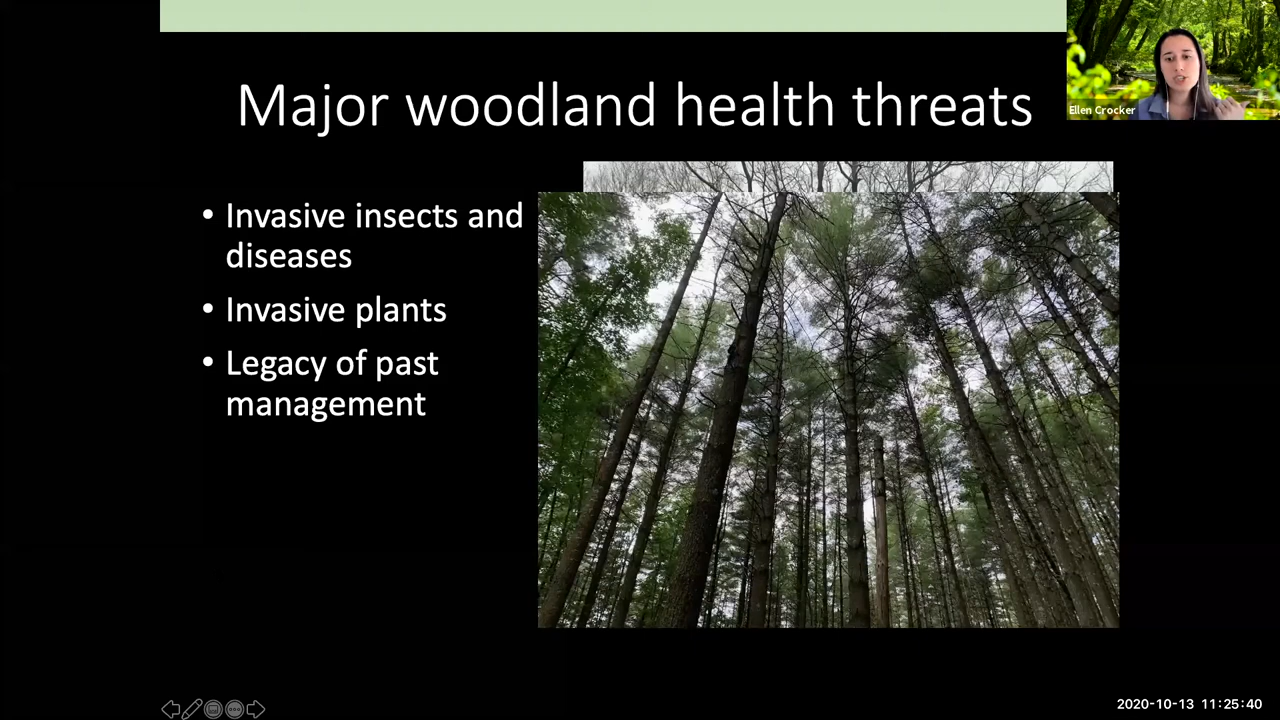 Major woodland health threats
Ellen Crocker
• Invasive insects and
diseases
• Invasive plants
• Legacy of past
management
2020-10-13 11:25:40